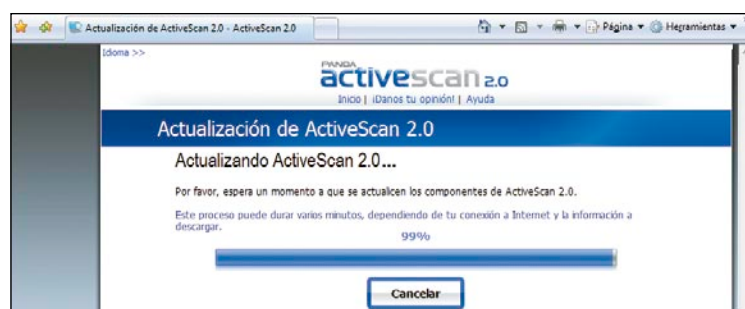 Actualización de ActiveScan 2.0 - ActiveScan 2.0
Página
Herramientas
Idioma >>
PANDA
activescan 2.0
Inicio | ¡Danos tu opinión! | Ayuda
Actualización de ActiveScan 2.0
Actualizando ActiveScan 2.0...
Por favor, espera un momento a que se actualicen los componentes de ActiveScan 2.0.
Este proceso puede durar varios minutos, dependiendo de tu conexión a Internet y la información a
descargar.
99%
Cancelar